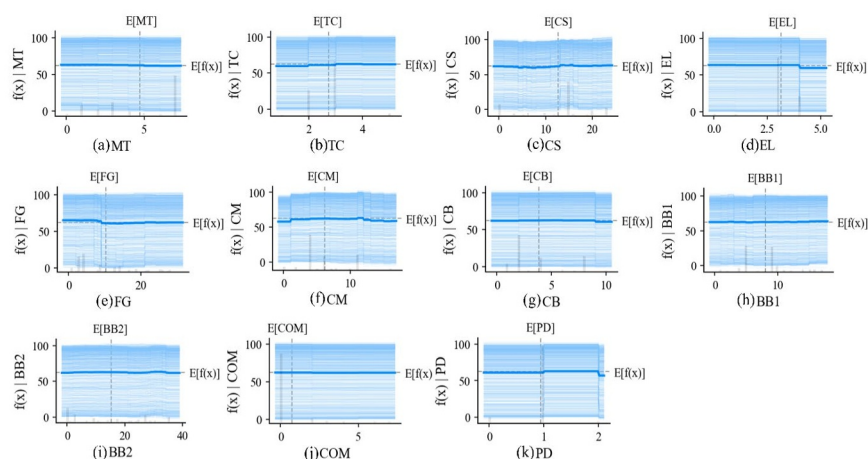 E[MT]
E[TC]
E[CS]
E[EL]
f(x) | MT
100
50
0
0
5
E[f(x)]
(a)MT
f(x) | TC
100
50
0
2
4
E[f(x)]
(b)TC
f(x) | CS
100
50
0
0
10
20
E[f(x)]
(c)CS
f(x) | EL
100
50
0
0.0
2.5
5.0
E[f(x)]
(d)EL
E[FG]
E[CM]
E[CB]
E[BB1]
f(x) | FG
100
50
0
0
20
E[f(x)]
(e)FG
f(x) | CM
100
50
0
0
10
E[f(x)]
(f)CM
f(x) | CB
100
50
0
0
5
10
E[f(x)]
(g)CB
f(x) | BB1
100
50
0
0
10
E[f(x)]
(h)BB1
E[BB2]
E[COM]
E[PD]
f(x) | BB2
100
50
0
0
20
40
E[f(x)]
(i)BB2
f(x) | COM
100
50
0
0
5
E[f(x)
(j)COM
f(x) | PD
100
50
0
0
1
2
E[f(x)]
(k)PD